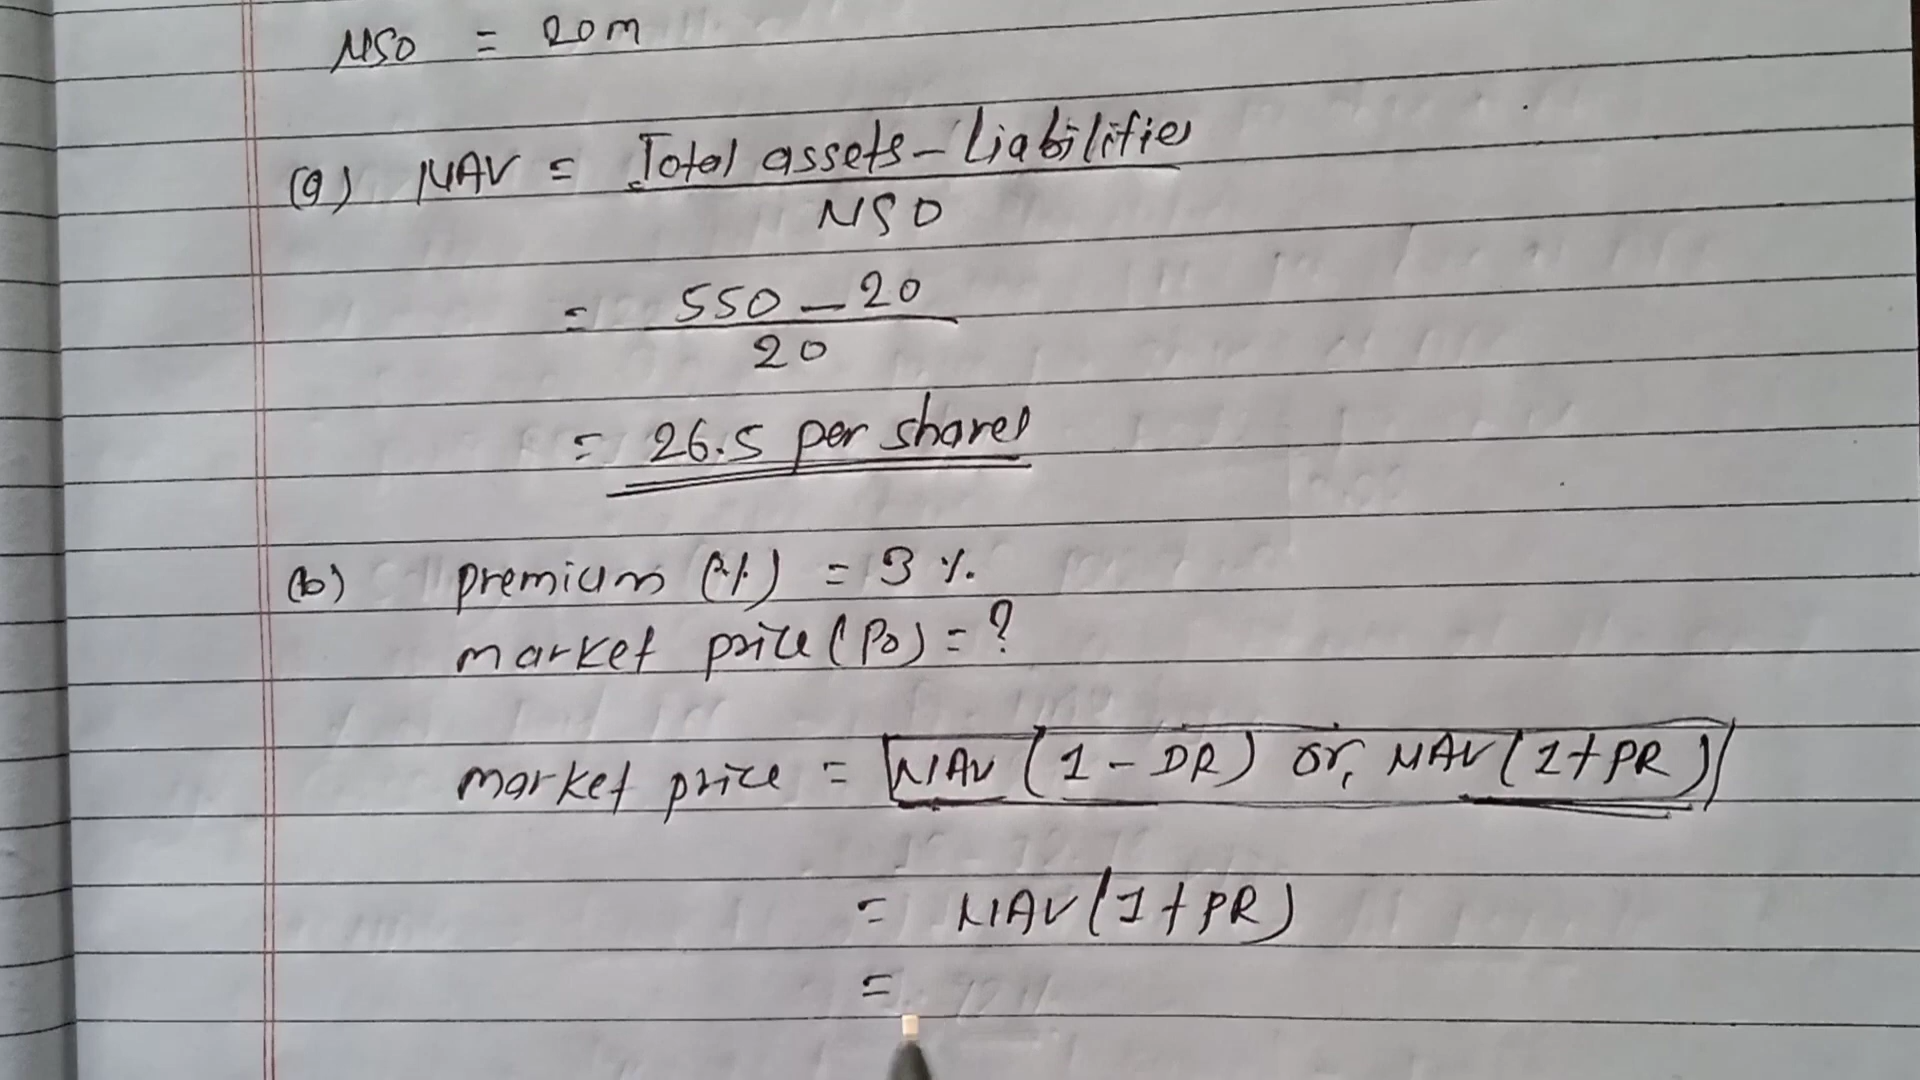 NSO = 20m
(a) NAV = Total assets - Liabilities
NSO
= 550 - 20
20
= 26.5 per shares
(b) premium (%) = 3 %.
market price (P0) = ?
market price = NAV (1 - DR) or, NAV (1 + PR)
= NAV (1 + PR)
=